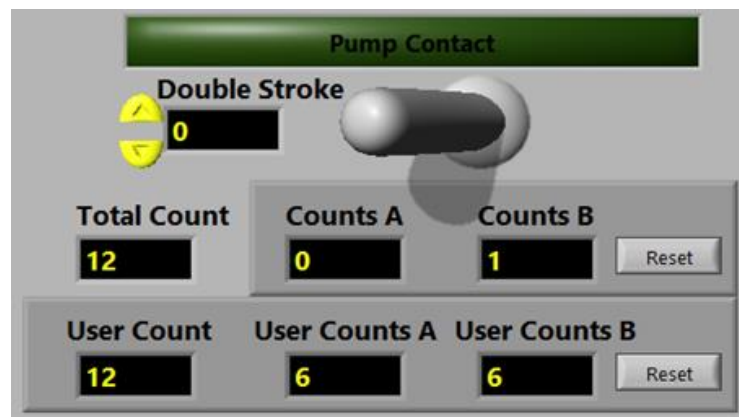 Pump Contact
Double Stroke
0
Total Count Counts A Counts B
12 0 1 Reset
User Count User Counts A User Counts B
12 6 6 Reset